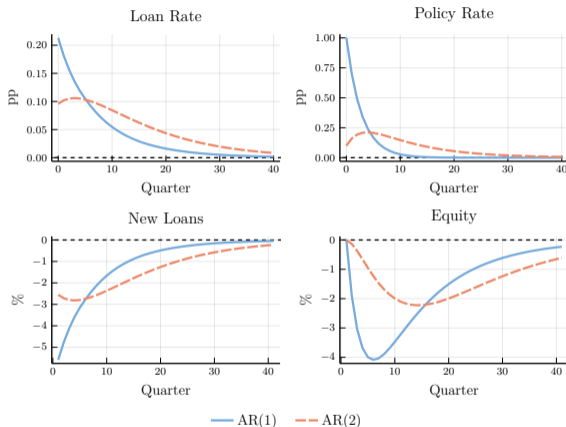 Loan Rate
Policy Rate
pp
0.20
0.15
0.10
0.05
0.00
0 10 20 30 40
Quarter
pp
1.00
0.75
0.50
0.25
0.00
0 10 20 30 40
Quarter
New Loans
Equity
%
0
−1
−2
−3
−4
−5
0 10 20 30 40
Quarter
%
0
−1
−2
−3
−4
0 10 20 30 40
Quarter
AR(1) AR(2)